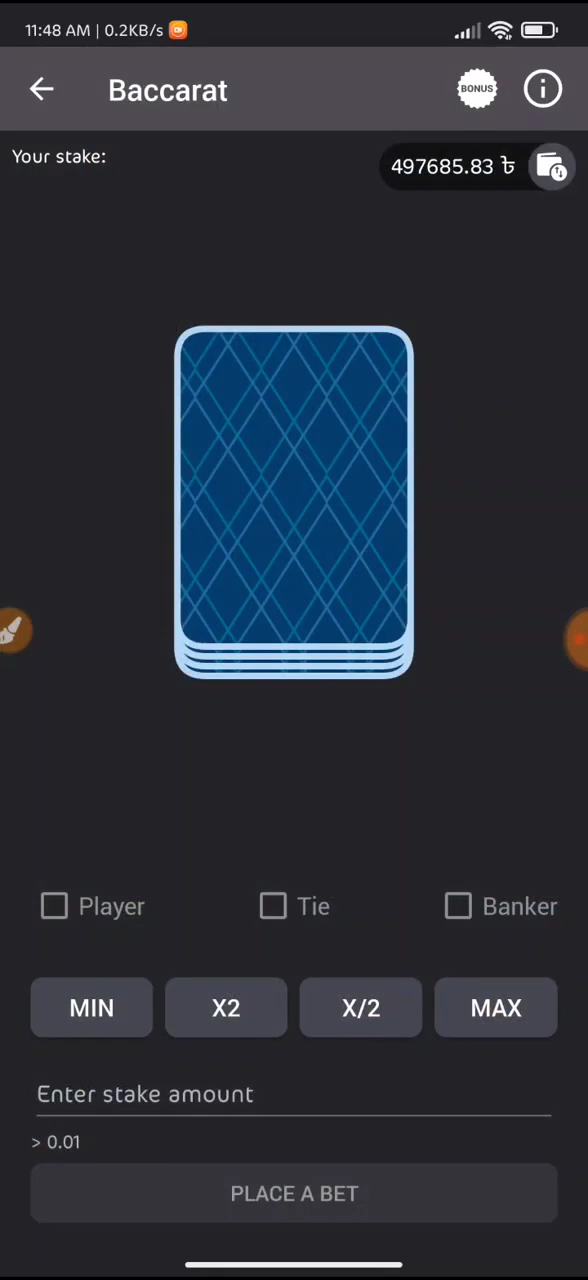 11:48 AM | 0.2KB/s
Baccarat
BONUS
Your stake:
497685.83 ৳
Player
Tie
Banker
MIN
X2
X/2
MAX
Enter stake amount
> 0.01
PLACE A BET